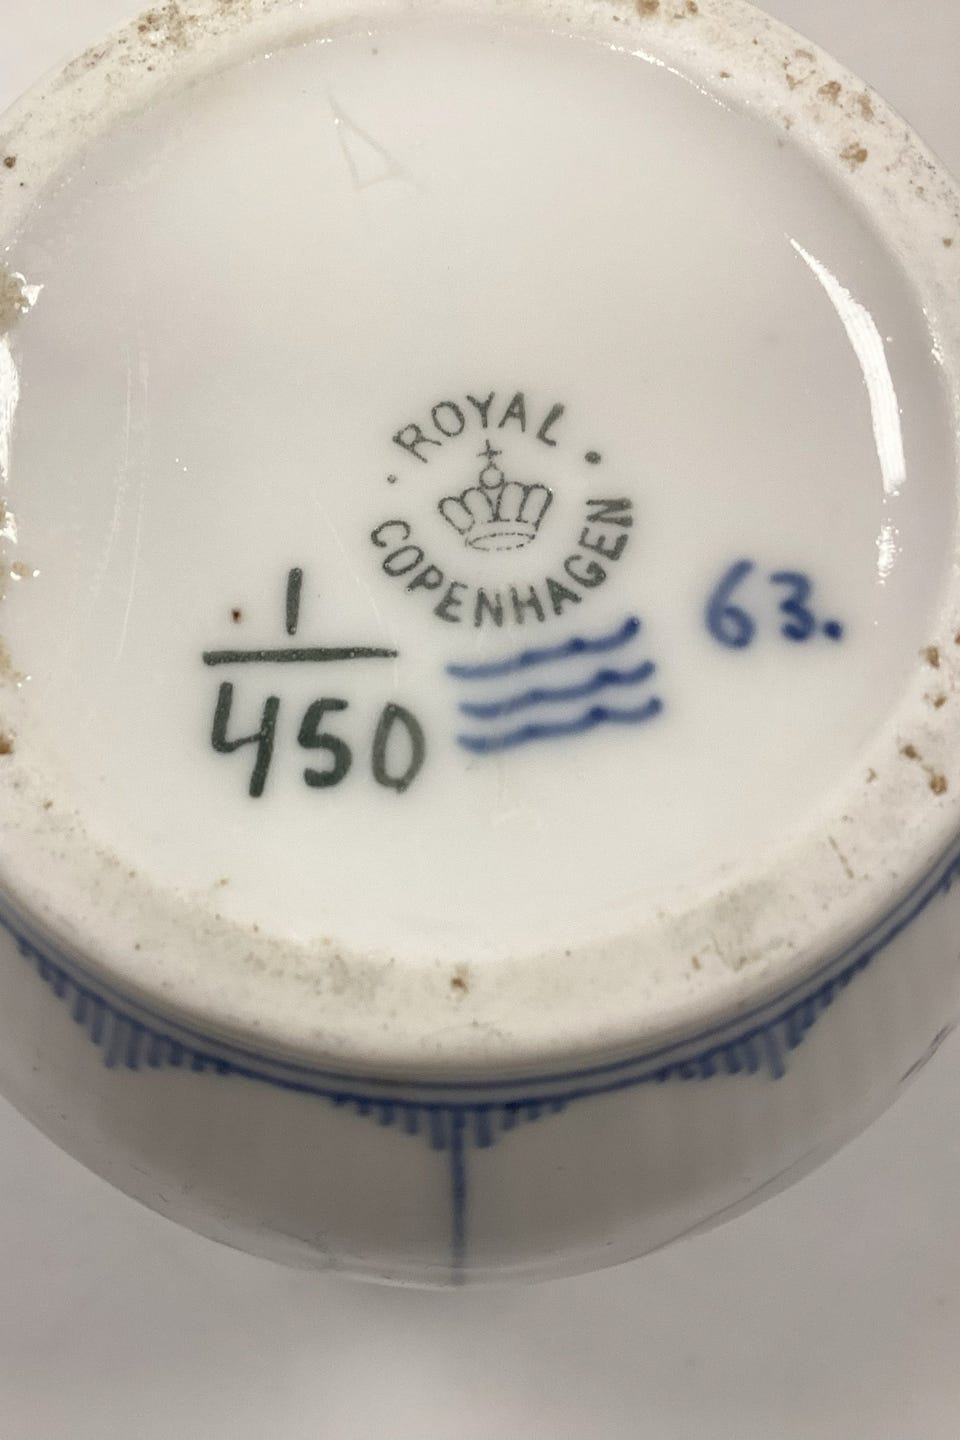 ROYAL
COPENHAGEN
1
450
63.